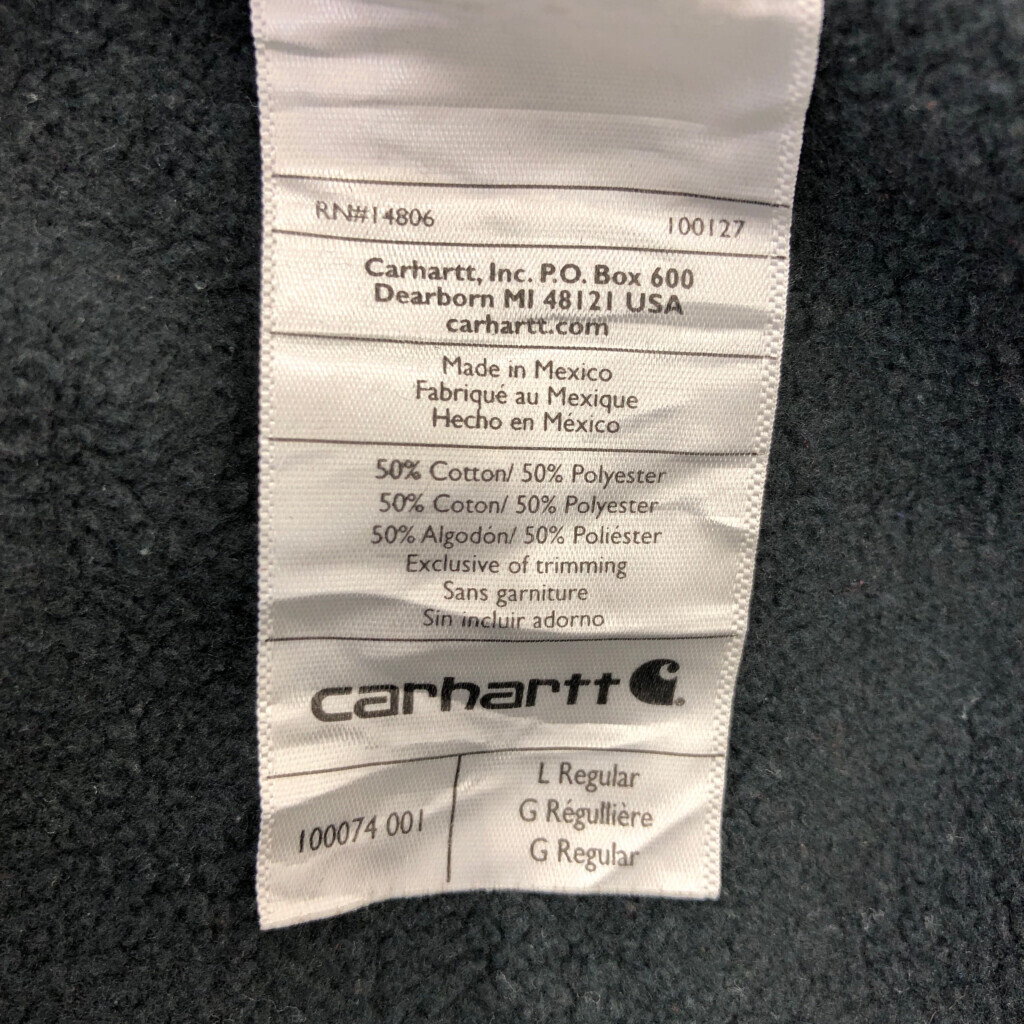 RN#14806 100127
Carhartt, Inc. P.O. Box 600
Dearborn MI 48121 USA
carhartt.com
Made in Mexico
Fabriqué au Mexique
Hecho en México
50% Cotton/ 50% Polyester
50% Coton/ 50% Polyester
50% Algodón/ 50% Poliéster
Exclusive of trimming
Sans garniture
Sin incluir adorno
carhartt
100074 001
L Regular
G Régullière
G Regular